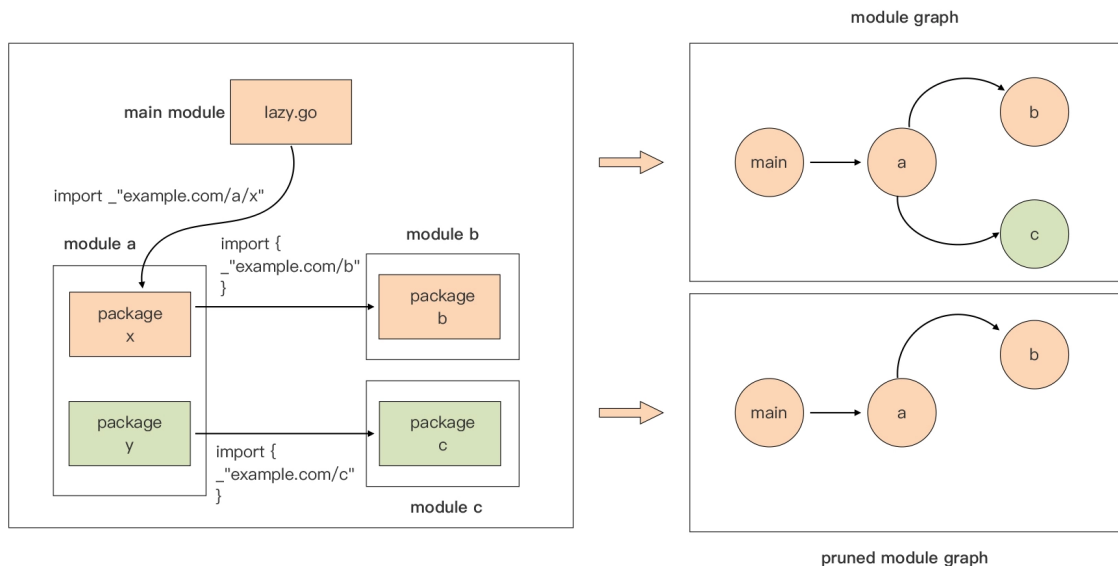 module graph
main module
lazy.go
import _"example.com/a/x"
module a
import {
_"example.com/b"
}
module b
package
x
package
b
package
y
package
c
import {
_"example.com/c"
}
module c
main
a
b
c
main
a
b
pruned module graph